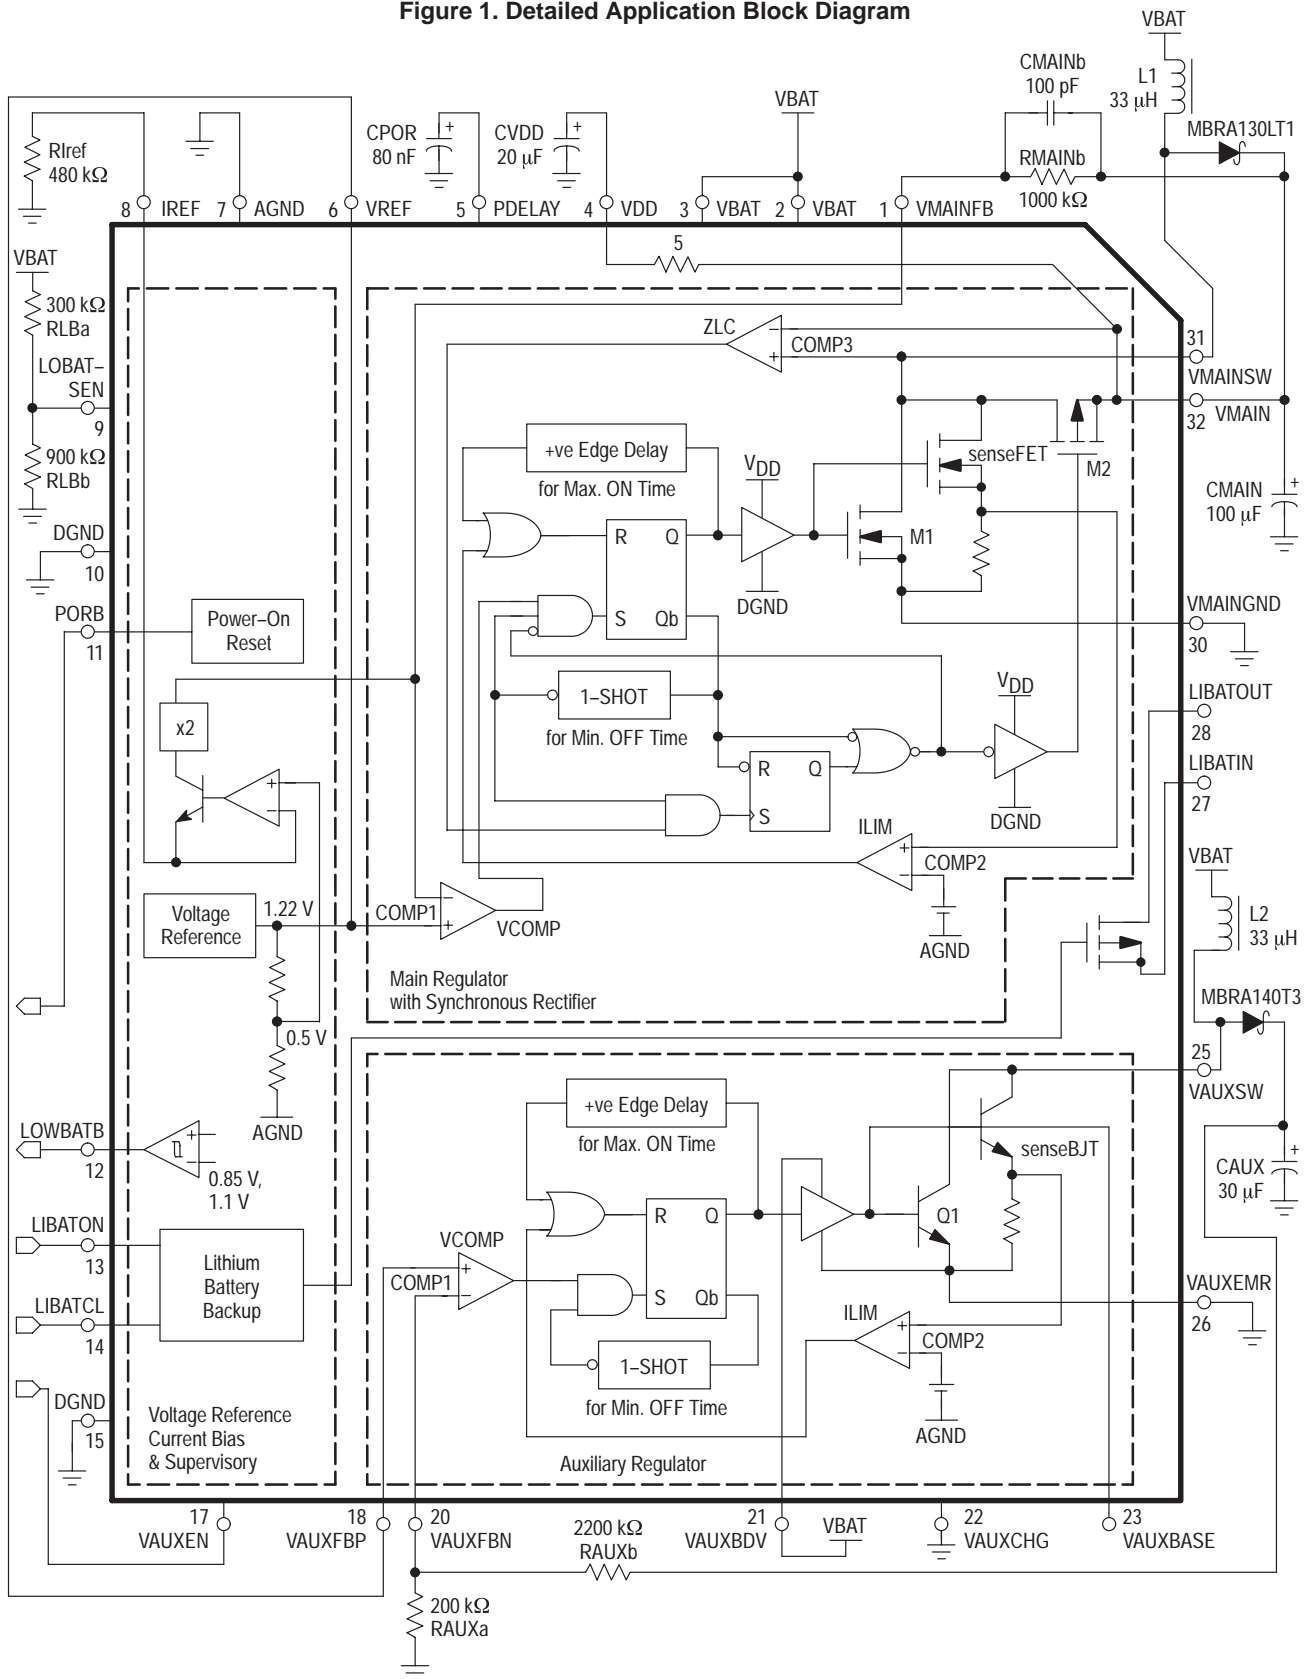 Figure 1. Detailed Application Block Diagram
VBAT
L1
33 µH
CMAINb
100 pF
MBRA130LT1
RMAINb
1000 kΩ
VBAT
CPOR
80 nF
+
CVDD
20 µF
+
RIref
480 kΩ
8 IREF
7 AGND
6 VREF
5 PDELAY
4 VDD
3 VBAT
2 VBAT
1 VMAINFB
5
VBAT
300 kΩ
RLBa
LOBAT–
SEN
9
900 kΩ
RLBb
DGND
10
PORB
11
Power–On
Reset
x2
+
–
Voltage
Reference
1.22 V
0.5 V
AGND
LOWBATB
12
+
–
0.85 V,
1.1 V
LIBATON
13
LIBATCL
14
Lithium
Battery
Backup
DGND
15
Voltage Reference
Current Bias
& Supervisory
ZLC
–
+
COMP3
31
VMAINSW
32
VMAIN
+ve Edge Delay
for Max. ON Time
VDD
DGND
senseFET
M2
M1
R Q
S Qb
CMAIN
100 µF
+
VMAINGND
30
1–SHOT
for Min. OFF Time
VDD
DGND
R Q
S
LIBATOUT
28
LIBATIN
27
ILIM
+
–
COMP2
AGND
COMP1
–
+
VCOMP
Main Regulator
with Synchronous Rectifier
VBAT
L2
33 µH
MBRA140T3
25
VAUXSW
+ve Edge Delay
for Max. ON Time
senseBJT
CAUX
30 µF
+
VCOMP
COMP1
+
–
R Q
S Qb
Q1
VAUXEMR
26
ILIM
+
–
COMP2
AGND
1–SHOT
for Min. OFF Time
Auxiliary Regulator
17
VAUXEN
18
VAUXFBP
20
VAUXFBN
2200 kΩ
RAUXb
21
VAUXBDV
VBAT
22
VAUXCHG
23
VAUXBASE
200 kΩ
RAUXa